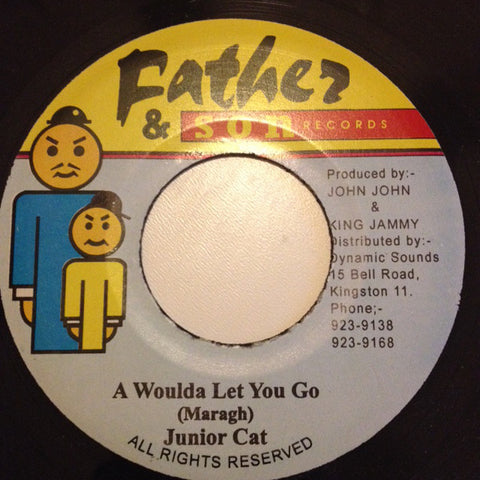 Father
& son RECORDS
Produced by:-
JOHN JOHN
&
KING JAMMY
Distributed by:-
Dynamic Sounds
15 Bell Road,
Kingston 11.
Phone;-
923-9138
923-9168
A Woulda Let You Go
(Maragh)
Junior Cat
ALL RIGHTS RESERVED